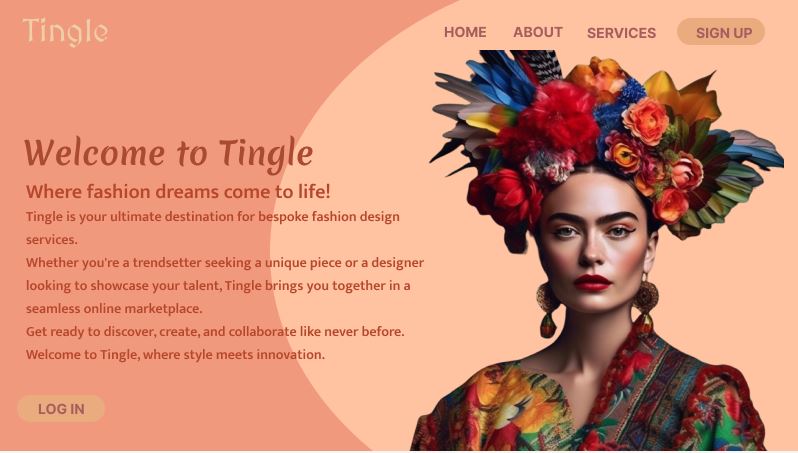 Tingle
HOME ABOUT SERVICES SIGN UP
Welcome to Tingle
Where fashion dreams come to life!
Tingle is your ultimate destination for bespoke fashion design
services.
Whether you're a trendsetter seeking a unique piece or a designer
looking to showcase your talent, Tingle brings you together in a
seamless online marketplace.
Get ready to discover, create, and collaborate like never before.
Welcome to Tingle, where style meets innovation.
LOG IN